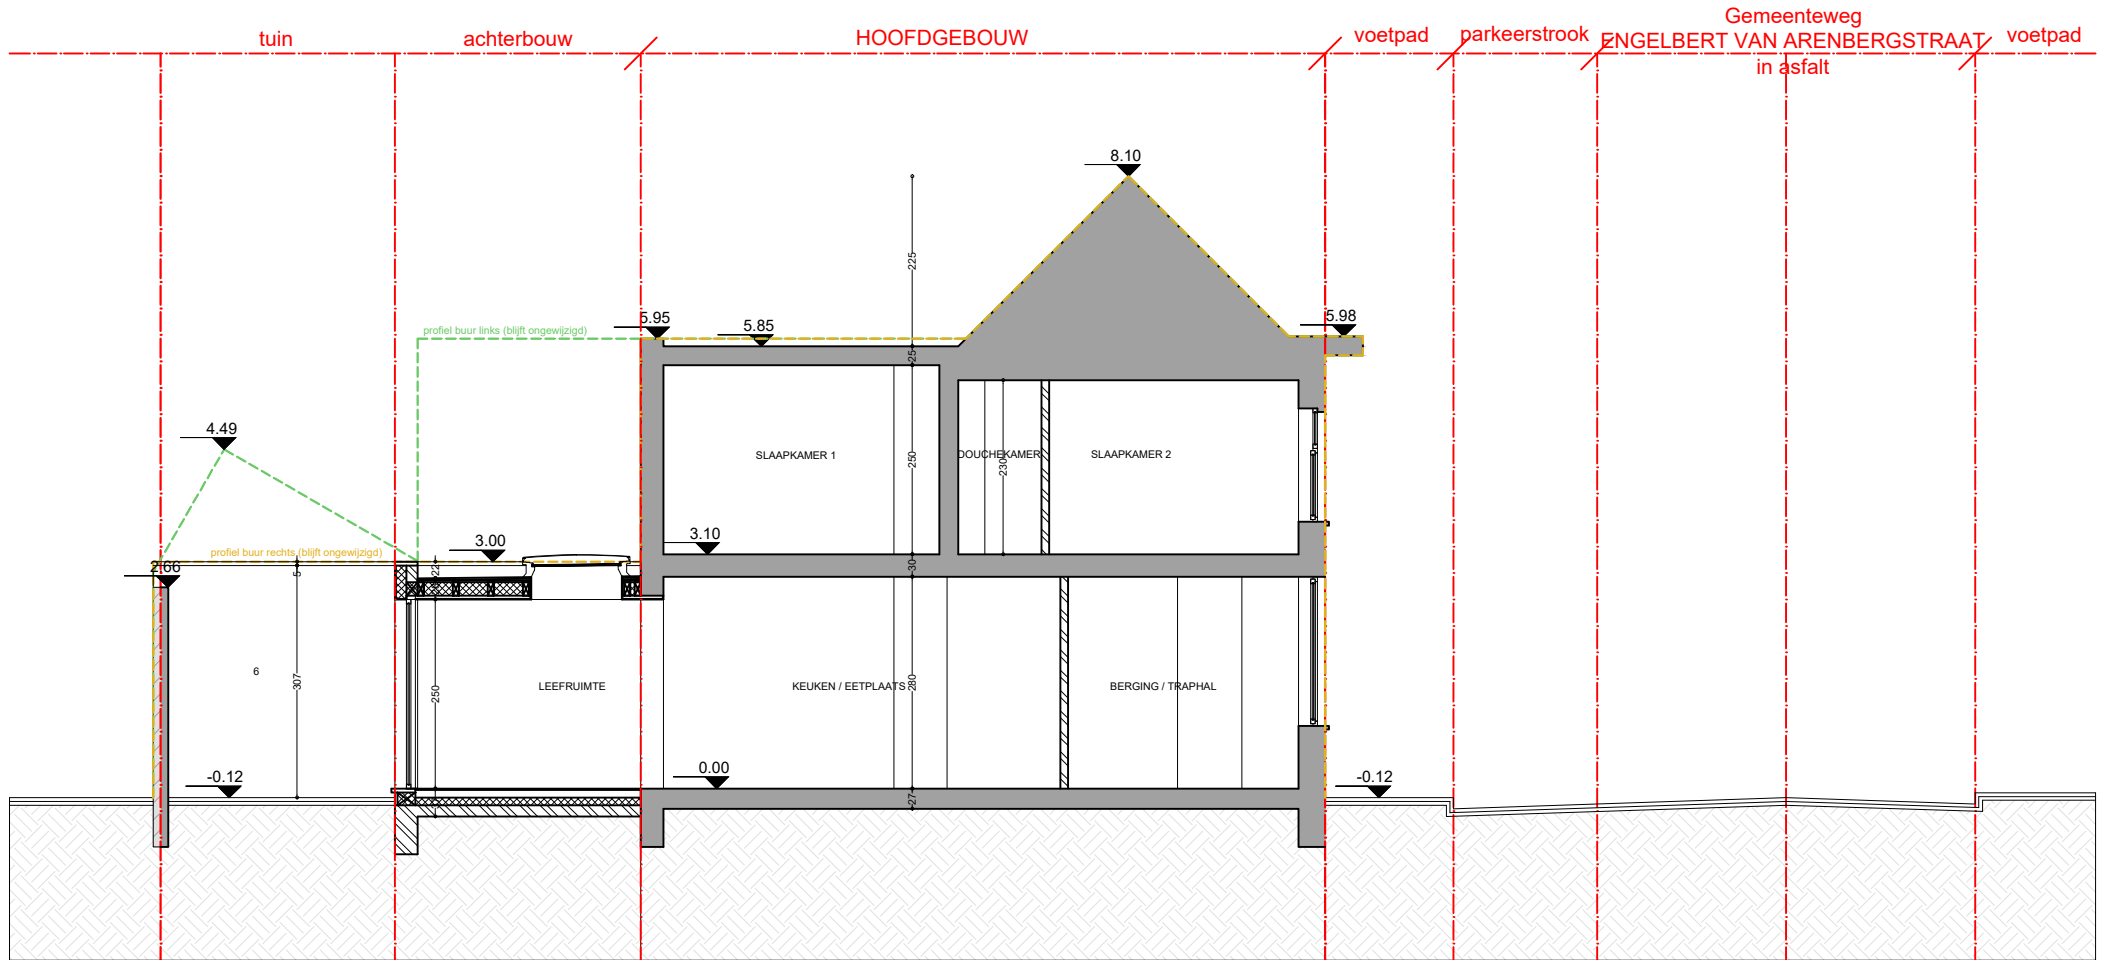 tuin
achterbouw
HOOFDGEBOUW
voetpad
parkeerstrook
Gemeenteweg
ENGELBERT VAN ARENBERGSTRAAT
in asfalt
voetpad
8.10
225
5.95
5.85
5.98
profiel buur links (blijft ongewijzigd)
25
4.49
SLAAPKAMER 1
250
DOUCHEKAMER
230
SLAAPKAMER 2
3.10
3.00
profiel buur rechts (blijft ongewijzigd)
2.66
5
22
30
6
307
250
LEEFRUIMTE
KEUKEN / EETPLAATS
280
BERGING / TRAPHAL
-0.12
0.00
27
-0.12